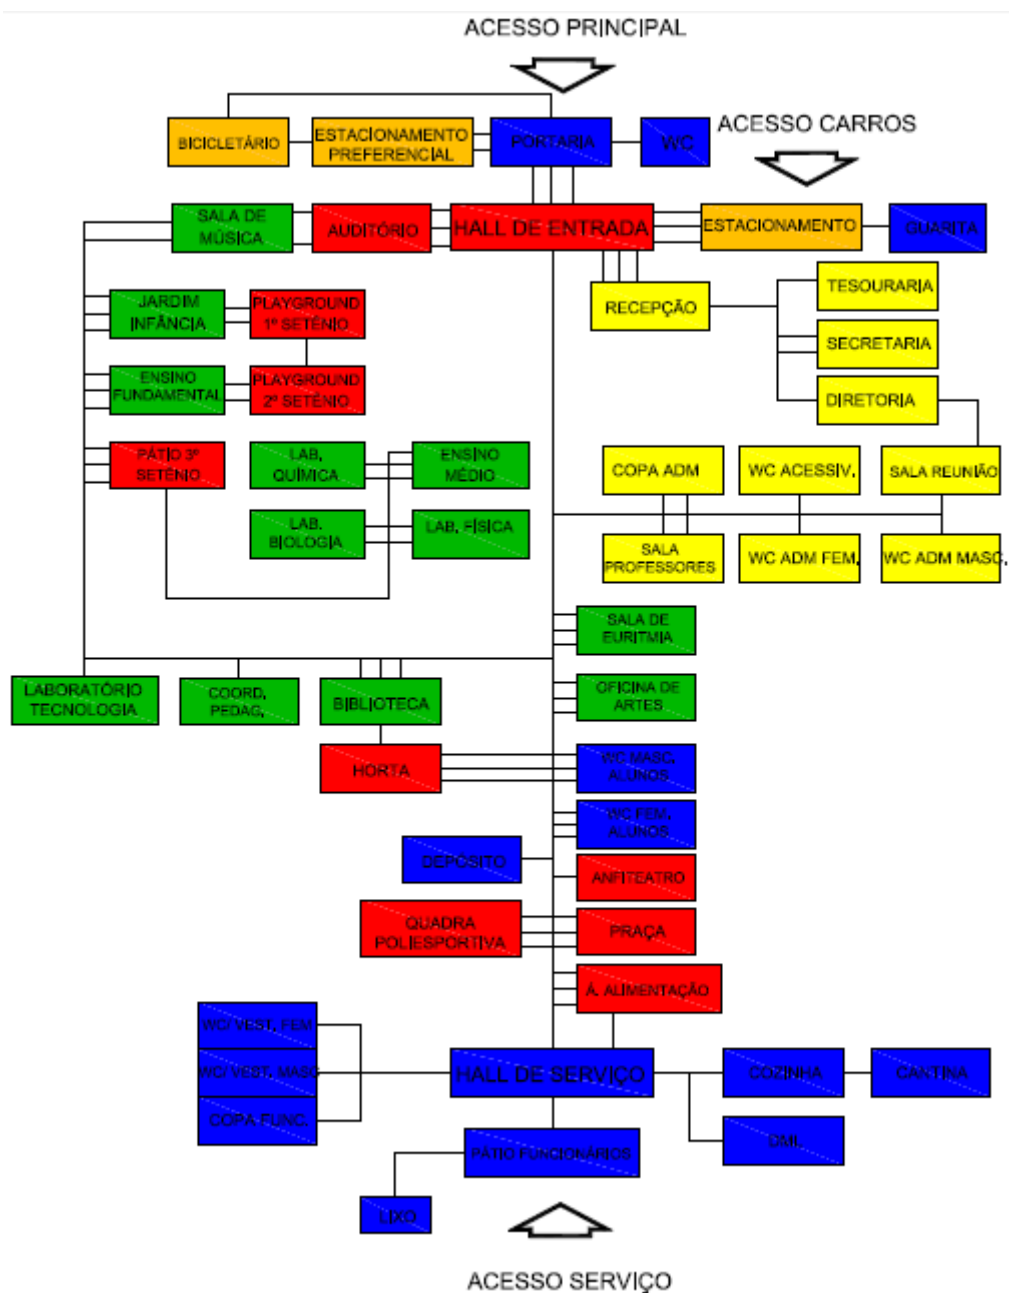 ACESSO PRINCIPAL
BICICLETÁRIO
ESTACIONAMENTO
PREFERENCIAL
PORTARIA
WC
ACESSO CARROS
SALA DE
MÚSICA
AUDITÓRIO
HALL DE ENTRADA
ESTACIONAMENTO
GUARITA
JARDIM
INFÂNCIA
PLAYGROUND
1º SETÊNIO
RECEPÇÃO
TESOURARIA
SECRETARIA
DIRETORIA
ENSINO
FUNDAMENTAL
PLAYGROUND
2º SETÊNIO
PÁTIO 3º
SETÊNIO
LAB.
QUÍMICA
ENSINO
MÉDIO
COPA ADM
WC ACESSIV.
SALA REUNIÃO
LAB.
BIOLOGIA
LAB. FÍSICA
SALA
PROFESSORES
WC ADM FEM.
WC ADM MASC.
SALA DE
EURITMIA
LABORATÓRIO
TECNOLOGIA
COORD.
PEDAG.
BIBLIOTECA
OFICINA DE
ARTES
HORTA
WC MASC.
ALUNOS
WC FEM.
ALUNOS
DEPÓSITO
ANFITEATRO
QUADRA
POLIESPORTIVA
PRAÇA
A. ALIMENTAÇÃO
WC/ VEST. FEM
WC/ VEST. MASC
COPA FUNC.
HALL DE SERVIÇO
COZINHA
CANTINA
DML
PÁTIO FUNCIONÁRIOS
LIXO
ACESSO SERVIÇO